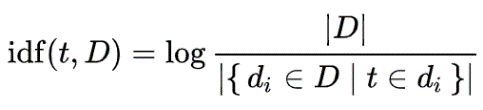 idf(t, D) = log |D| / |{ d_i ∈ D | t ∈ d_i }|